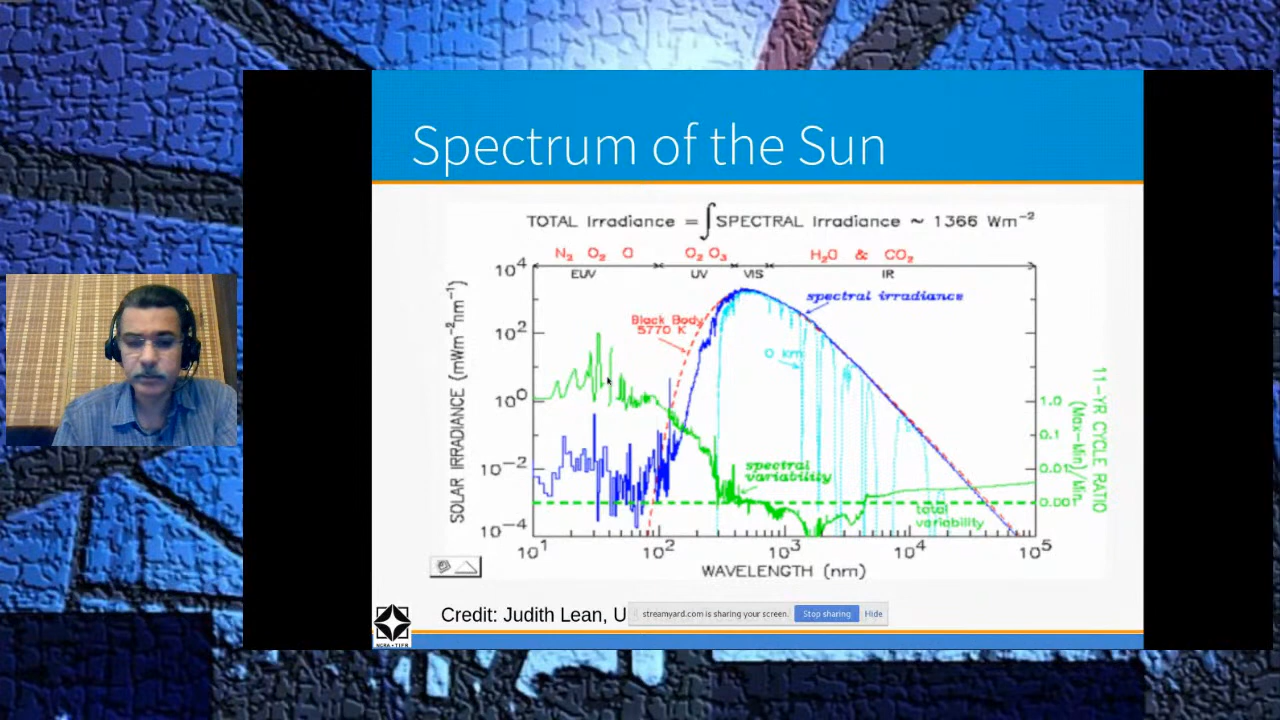 Spectrum of the Sun
TOTAL Irradiance = ∫SPECTRAL Irradiance ~ 1366 Wm⁻²
N₂ O₂ O O₂ O₃ H₂O & CO₂
EUV UV VIS IR
10⁴
spectral irradiance
Black Body
5770 K
10²
0 km
10⁰
1.0
0.1
spectral
variability
10⁻²
0.01
0.001
total
variability
10⁻⁴
SOLAR IRRADIANCE (mWm⁻²nm⁻¹)
11-YR CYCLE RATIO
(Max-Min)/Min
10¹ 10² 10³ 10⁴ 10⁵
WAVELENGTH (nm)
Credit: Judith Lean, U
streamyard.com is sharing your screen. Stop sharing Hide
NCRA • TIFR